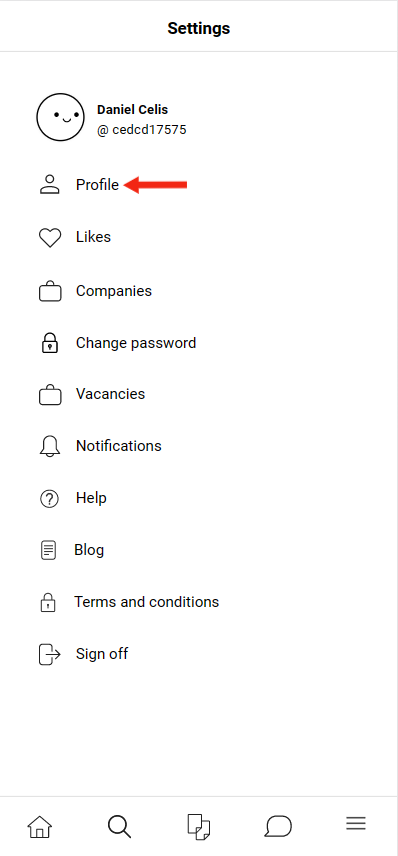 Settings
Daniel Celis
@ cedcd17575
Profile
Likes
Companies
Change password
Vacancies
Notifications
Help
Blog
Terms and conditions
Sign off